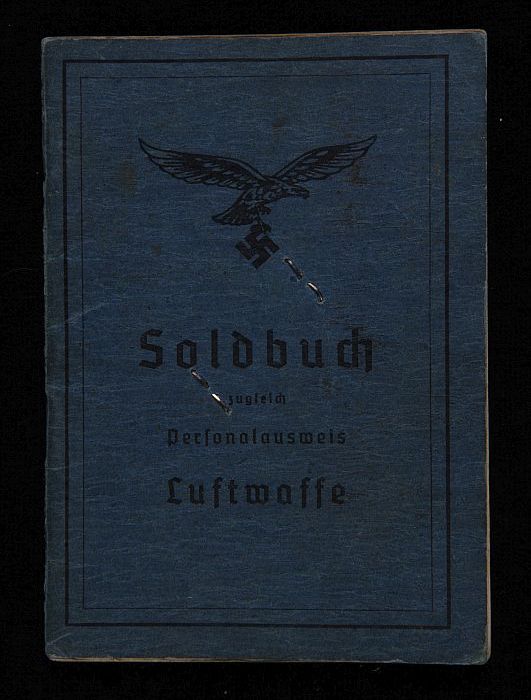 Soldbuch
zugleich
Personalausweis
Luftwaffe